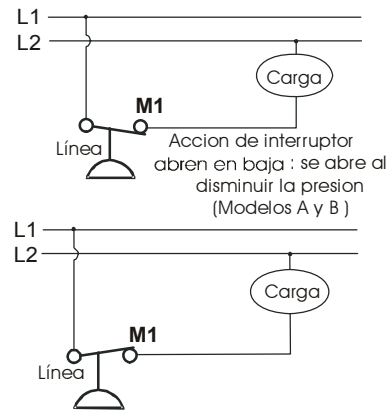 L1
L2
Carga
M1
Línea
Accion de interruptor
abren en baja : se abre al
disminuir la presion
(Modelos A y B )
L1
L2
Carga
M1
Línea